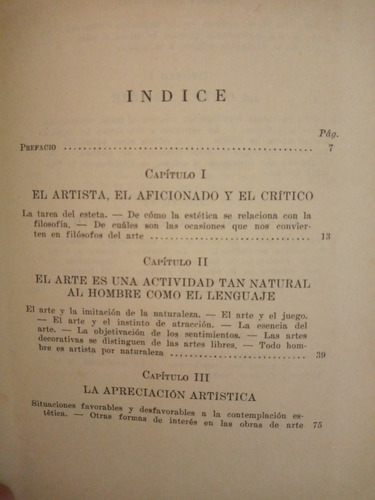 INDICE
Pág.
PREFACIO ................................................ 7
CAPÍTULO I
EL ARTISTA, EL AFICIONADO Y EL CRÍTICO
La tarea del esteta. — De cómo la estética se relaciona con la
filosofía. — De cuáles son las ocasiones que nos convier-
ten en filósofos del arte ................................ 13
CAPÍTULO II
EL ARTE ES UNA ACTIVIDAD TAN NATURAL
AL HOMBRE COMO EL LENGUAJE
El arte y la imitación de la naturaleza. — El arte y el juego.
— El arte y el instinto de atracción. — La esencia del
arte. — La objetivación de los sentimientos. — Las artes
decorativas se distinguen de las artes libres. — Todo hom-
bre es artista por naturaleza ............................ 39
CAPÍTULO III
LA APRECIACIÓN ARTISTICA
Situaciones favorables y desfavorables a la contemplación es-
tética. — Otras formas de interés en las obras de arte 75